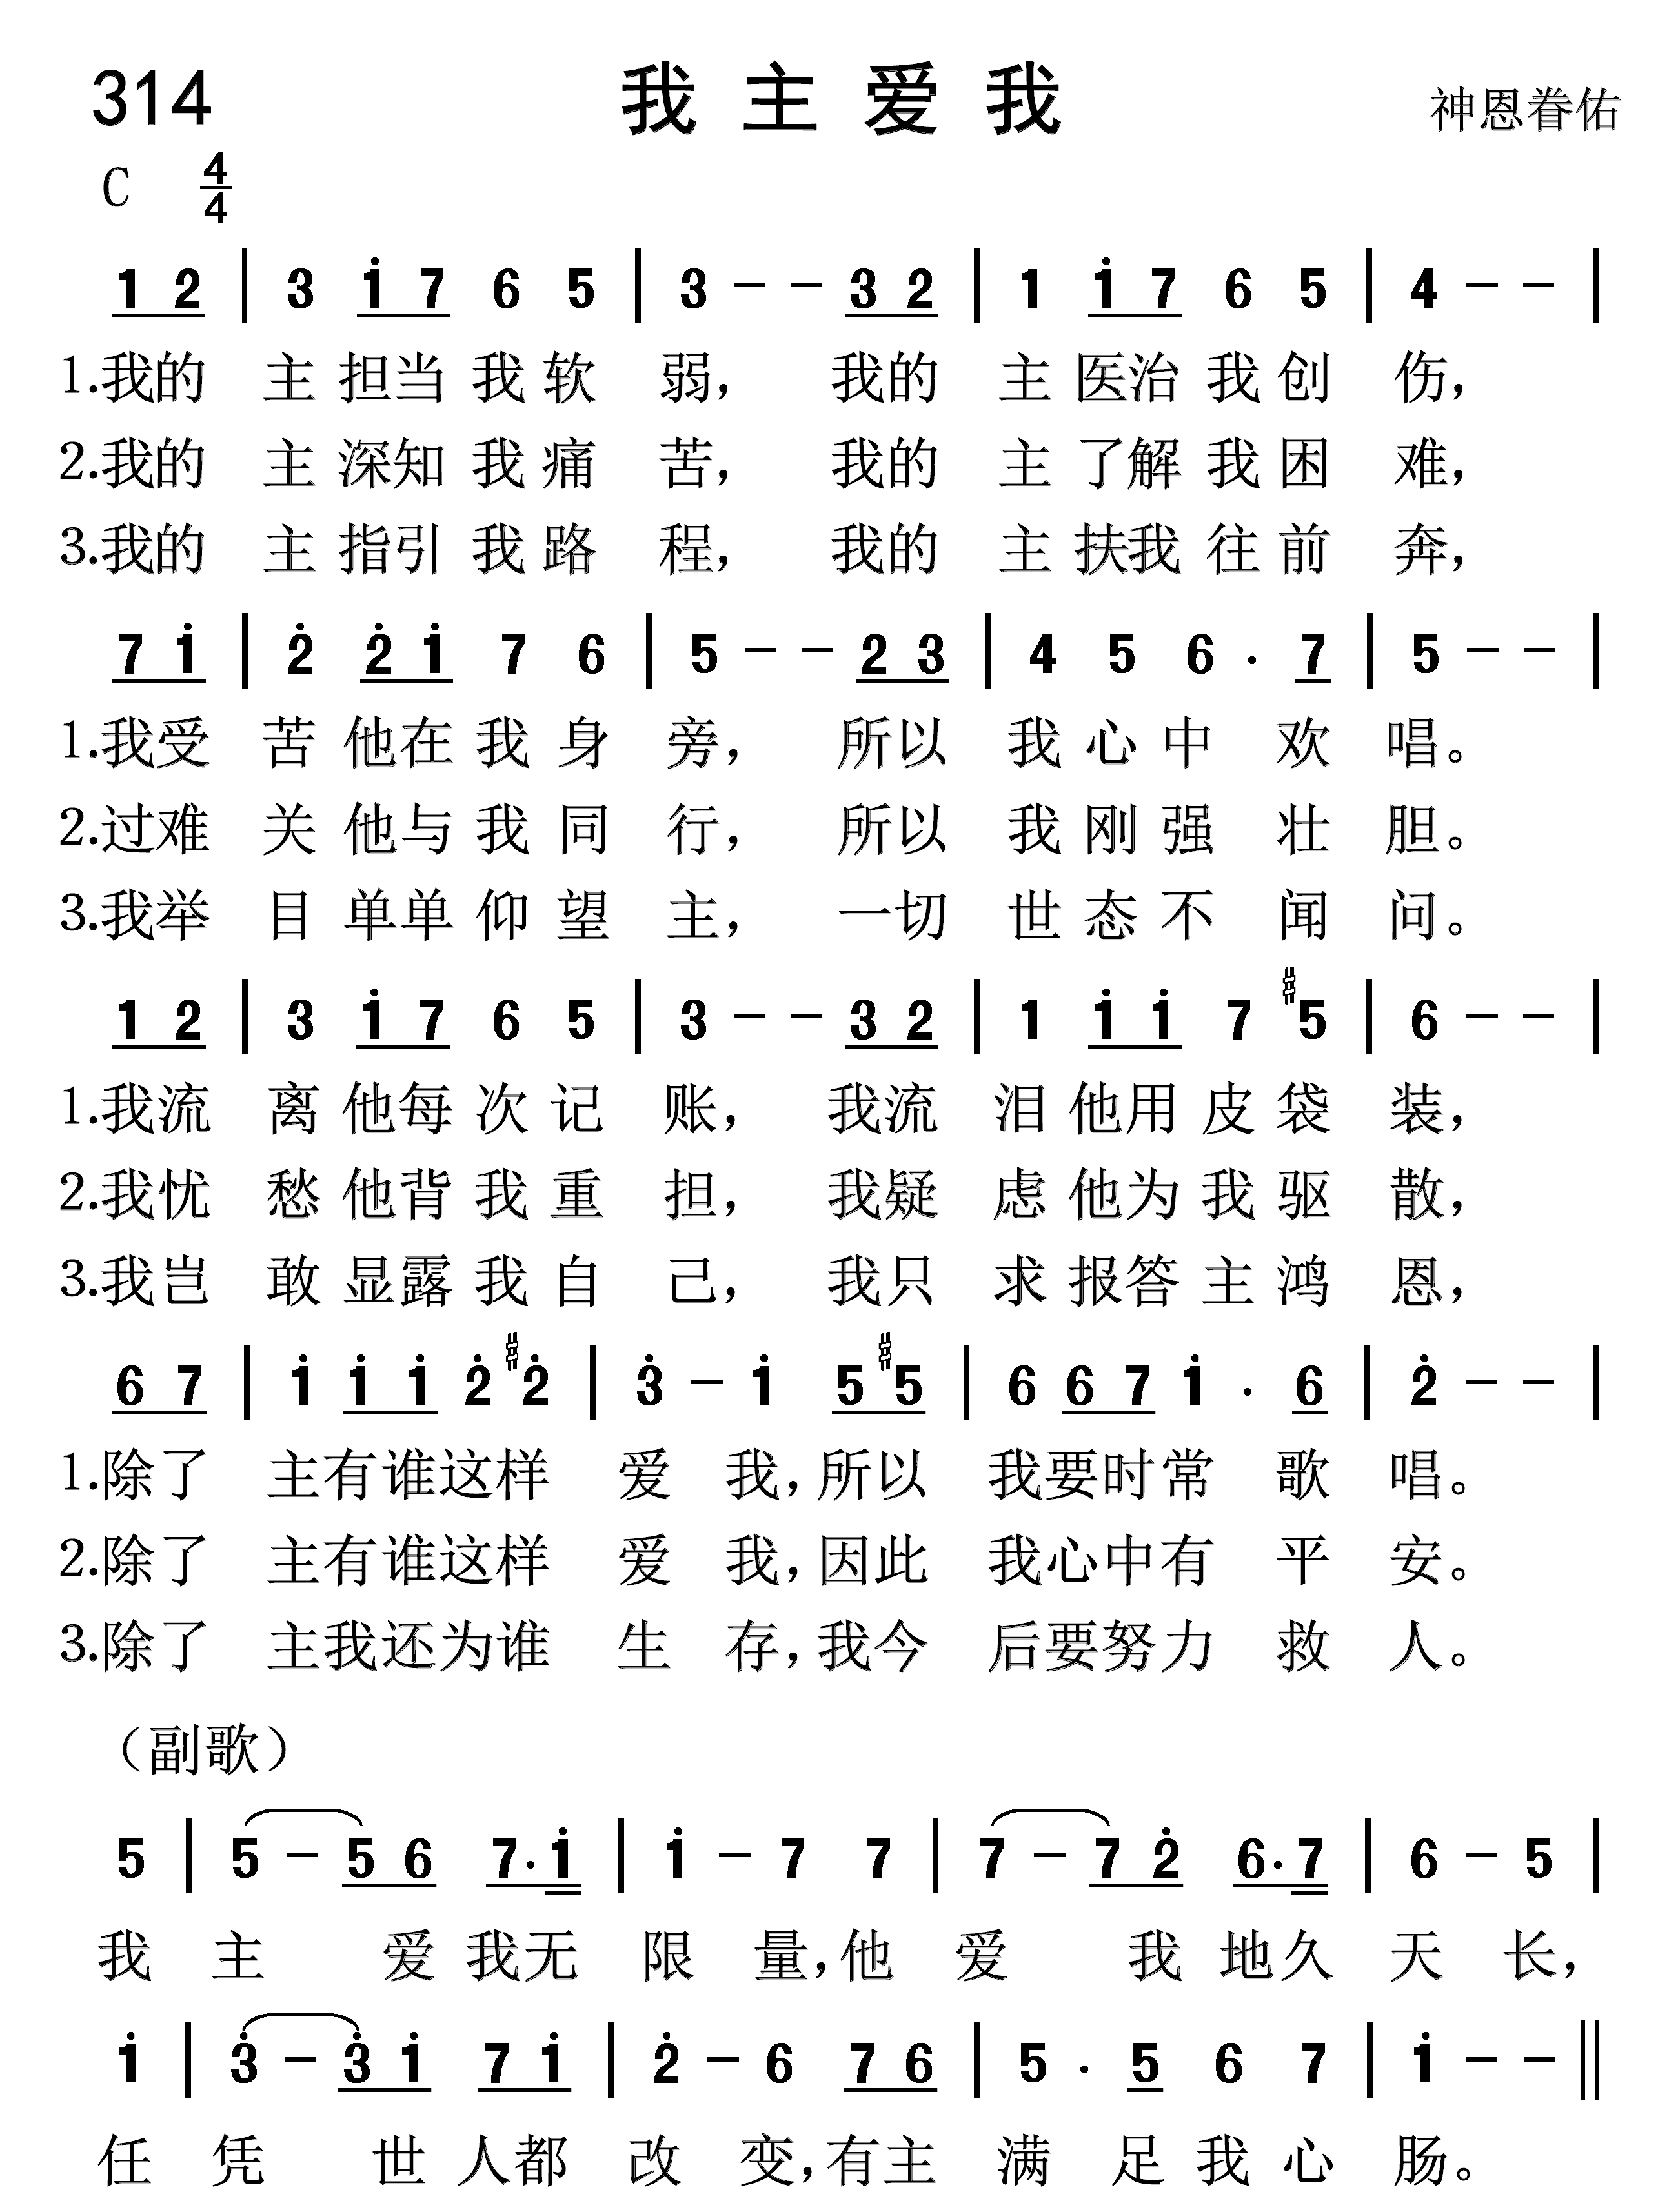 314 我主爱我 神恩眷佑
C 4/4
1 2 | 3 i 7 6 5 | 3 - - 3 2 | 1 i 7 6 5 | 4 - - |
1.我的 主担当我软 弱, 我的 主医治我创 伤,
2.我的 主深知我痛 苦, 我的 主了解我困 难,
3.我的 主指引我路 程, 我的 主扶我往前 奔,
7 i | 2̇ 2̇ i 7 6 | 5 - - 2 3 | 4 5 6 · 7 | 5 - - |
1.我受 苦他在我身 旁, 所以 我心中欢 唱。
2.过难 关他与我同 行, 所以 我刚强壮 胆。
3.我举 目单单仰望 主, 一切 世态不闻 问。
1 2 | 3 i 7 6 5 | 3 - - 3 2 | 1 i i 7 #5 | 6 - - |
1.我流 离他每次记 账, 我流 泪他用皮袋 装,
2.我忧 愁他背我重 担, 我疑 虑他为我驱 散,
3.我岂 敢显露我自 己, 我只 求报答主鸿 恩,
6 7 | i i i 2̇ #2̇ | 3̇ - i 5 #5 | 6 6 7 i · 6 | 2̇ - - |
1.除了 主有谁这样 爱 我,所以 我要时常 歌 唱。
2.除了 主有谁这样 爱 我,因此 我心中有 平 安。
3.除了 主我还为谁 生 存,我今 后要努力 救 人。
（副歌）
5 | 5 - 5 6 7 · i | i - 7 7 | 7 - 7 2̇ 6 · 7 | 6 - 5 |
我 主 爱我无 限 量,他 爱 我地久 天 长,
i | 3̇ - 3̇ i 7 i | 2̇ - 6 7 6 | 5 · 5 6 7 | i - - ||
任 凭 世人都 改 变,有主 满 足我心 肠。